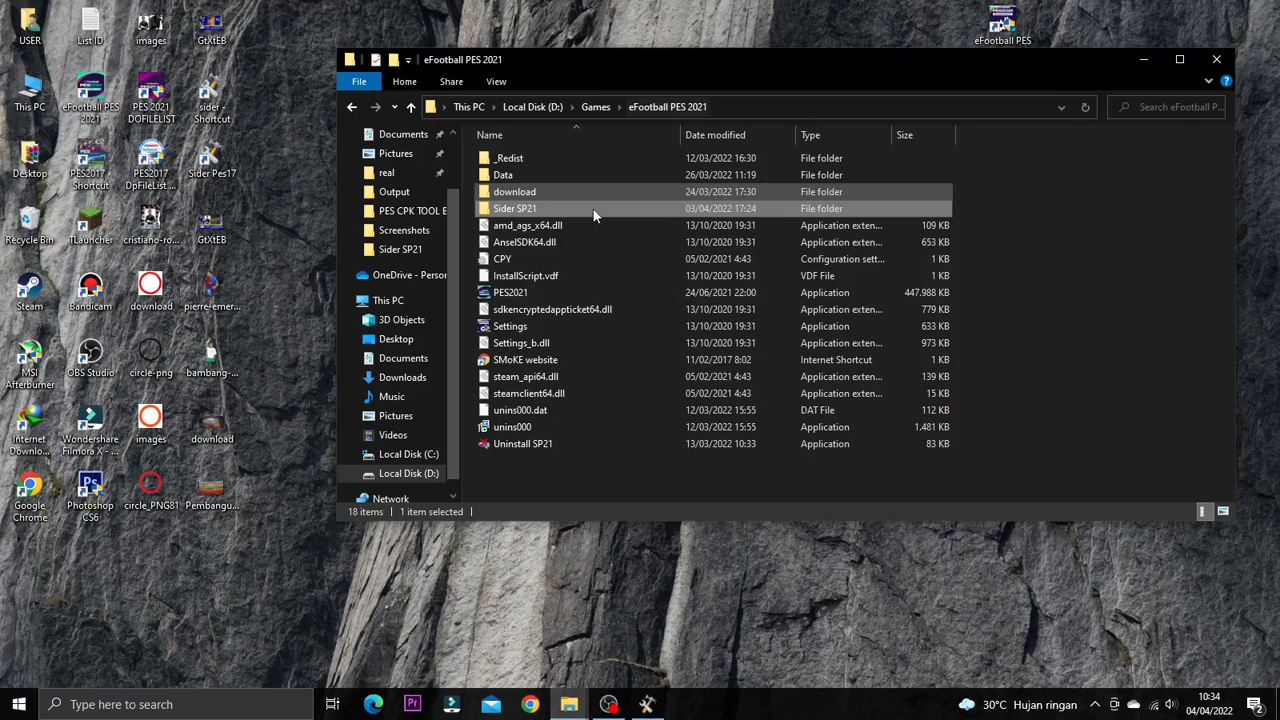 USER
List ID
images
GtXtEB
eFootball PES
This PC
eFootball PES
2021
PES 2021
DOFILELIST
sider -
Shortcut
Desktop
PES2017
Shortcut
PES2017
DpFileList ...
Sider Pes17
Recycle Bin
TLauncher
cristiano-ro...
GtXTEB
Steam
Bandicam
download
pierre-emer...
MSI
Afterburner
OBS Studio
circle-png
bambang-...
Internet
Downlo...
Wondershare
Filmora X - ...
images
download
Google
Chrome
Photoshop
CS6
circle_PNG81
Pembangu...
eFootball PES 2021
File
Home
Share
View
This PC
Local Disk (D:)
Games
eFootball PES 2021
Search eFootball P...
Documents
Pictures
real
Output
PES CPK TOOL E
Screenshots
Sider SP21
OneDrive - Person
This PC
3D Objects
Desktop
Documents
Downloads
Music
Pictures
Videos
Local Disk (C:)
Local Disk (D:)
Network
Name Date modified Type Size
_Redist 12/03/2022 16:30 File folder
Data 26/03/2022 11:19 File folder
download 24/03/2022 17:30 File folder
Sider SP21 03/04/2022 17:24 File folder
amd_ags_x64.dll 13/10/2020 19:31 Application exten... 109 KB
AnselSDK64.dll 13/10/2020 19:31 Application exten... 653 KB
CPY 05/02/2021 4:43 Configuration sett... 1 KB
InstallScript.vdf 13/10/2020 19:31 VDF File 1 KB
PES2021 24/06/2021 22:00 Application 447.988 KB
sdkencryptedappticket64.dll 13/10/2020 19:31 Application exten... 779 KB
Settings 13/10/2020 19:31 Application 633 KB
Settings_b.dll 13/10/2020 19:31 Application exten... 973 KB
SMoKE website 11/02/2017 8:02 Internet Shortcut 1 KB
steam_api64.dll 05/02/2021 4:43 Application exten... 139 KB
steamclient64.dll 05/02/2021 4:43 Application exten... 15 KB
unins000.dat 12/03/2022 15:55 DAT File 112 KB
unins000 12/03/2022 15:55 Application 1.481 KB
Uninstall SP21 13/03/2022 10:33 Application 83 KB
18 items
1 item selected
Type here to search
30°C Hujan ringan
10:34
04/04/2022
2